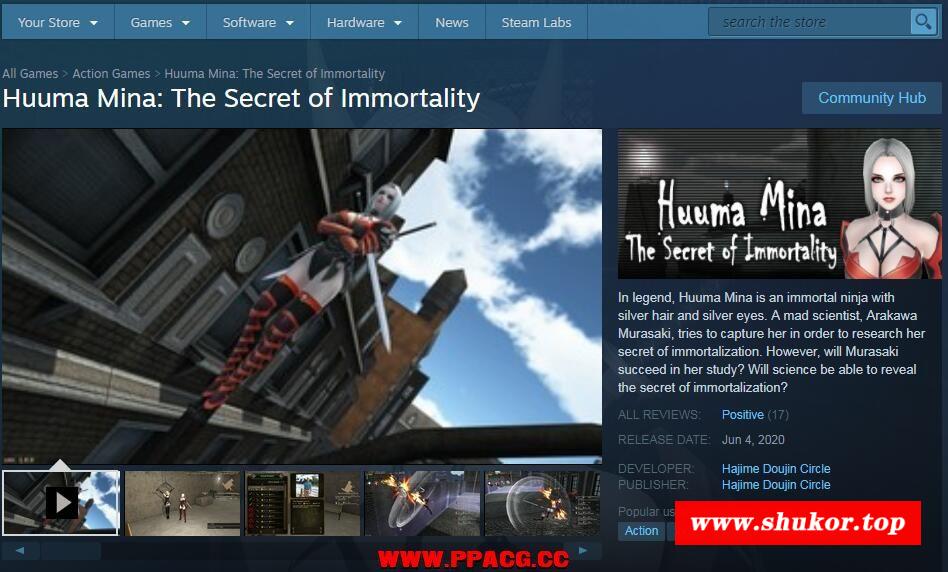 Your Store
Games
Software
Hardware
News
Steam Labs
search the store
All Games > Action Games > Huuma Mina: The Secret of Immortality
Huuma Mina: The Secret of Immortality
Community Hub
Huuma Mina
The Secret of Immortality
In legend, Huuma Mina is an immortal ninja with
silver hair and silver eyes. A mad scientist, Arakawa
Murasaki, tries to capture her in order to research her
secret of immortalization. However, will Murasaki
succeed in her study? Will science be able to reveal
the secret of immortalization?
ALL REVIEWS: Positive (17)
RELEASE DATE: Jun 4, 2020
DEVELOPER: Hajime Doujin Circle
PUBLISHER: Hajime Doujin Circle
Popular
Action
www.shukor.top
WWW.PPACG.CC